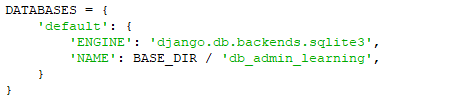 DATABASES = {
    'default': {
        'ENGINE': 'django.db.backends.sqlite3',
        'NAME': BASE_DIR / 'db_admin_learning',
    }
}